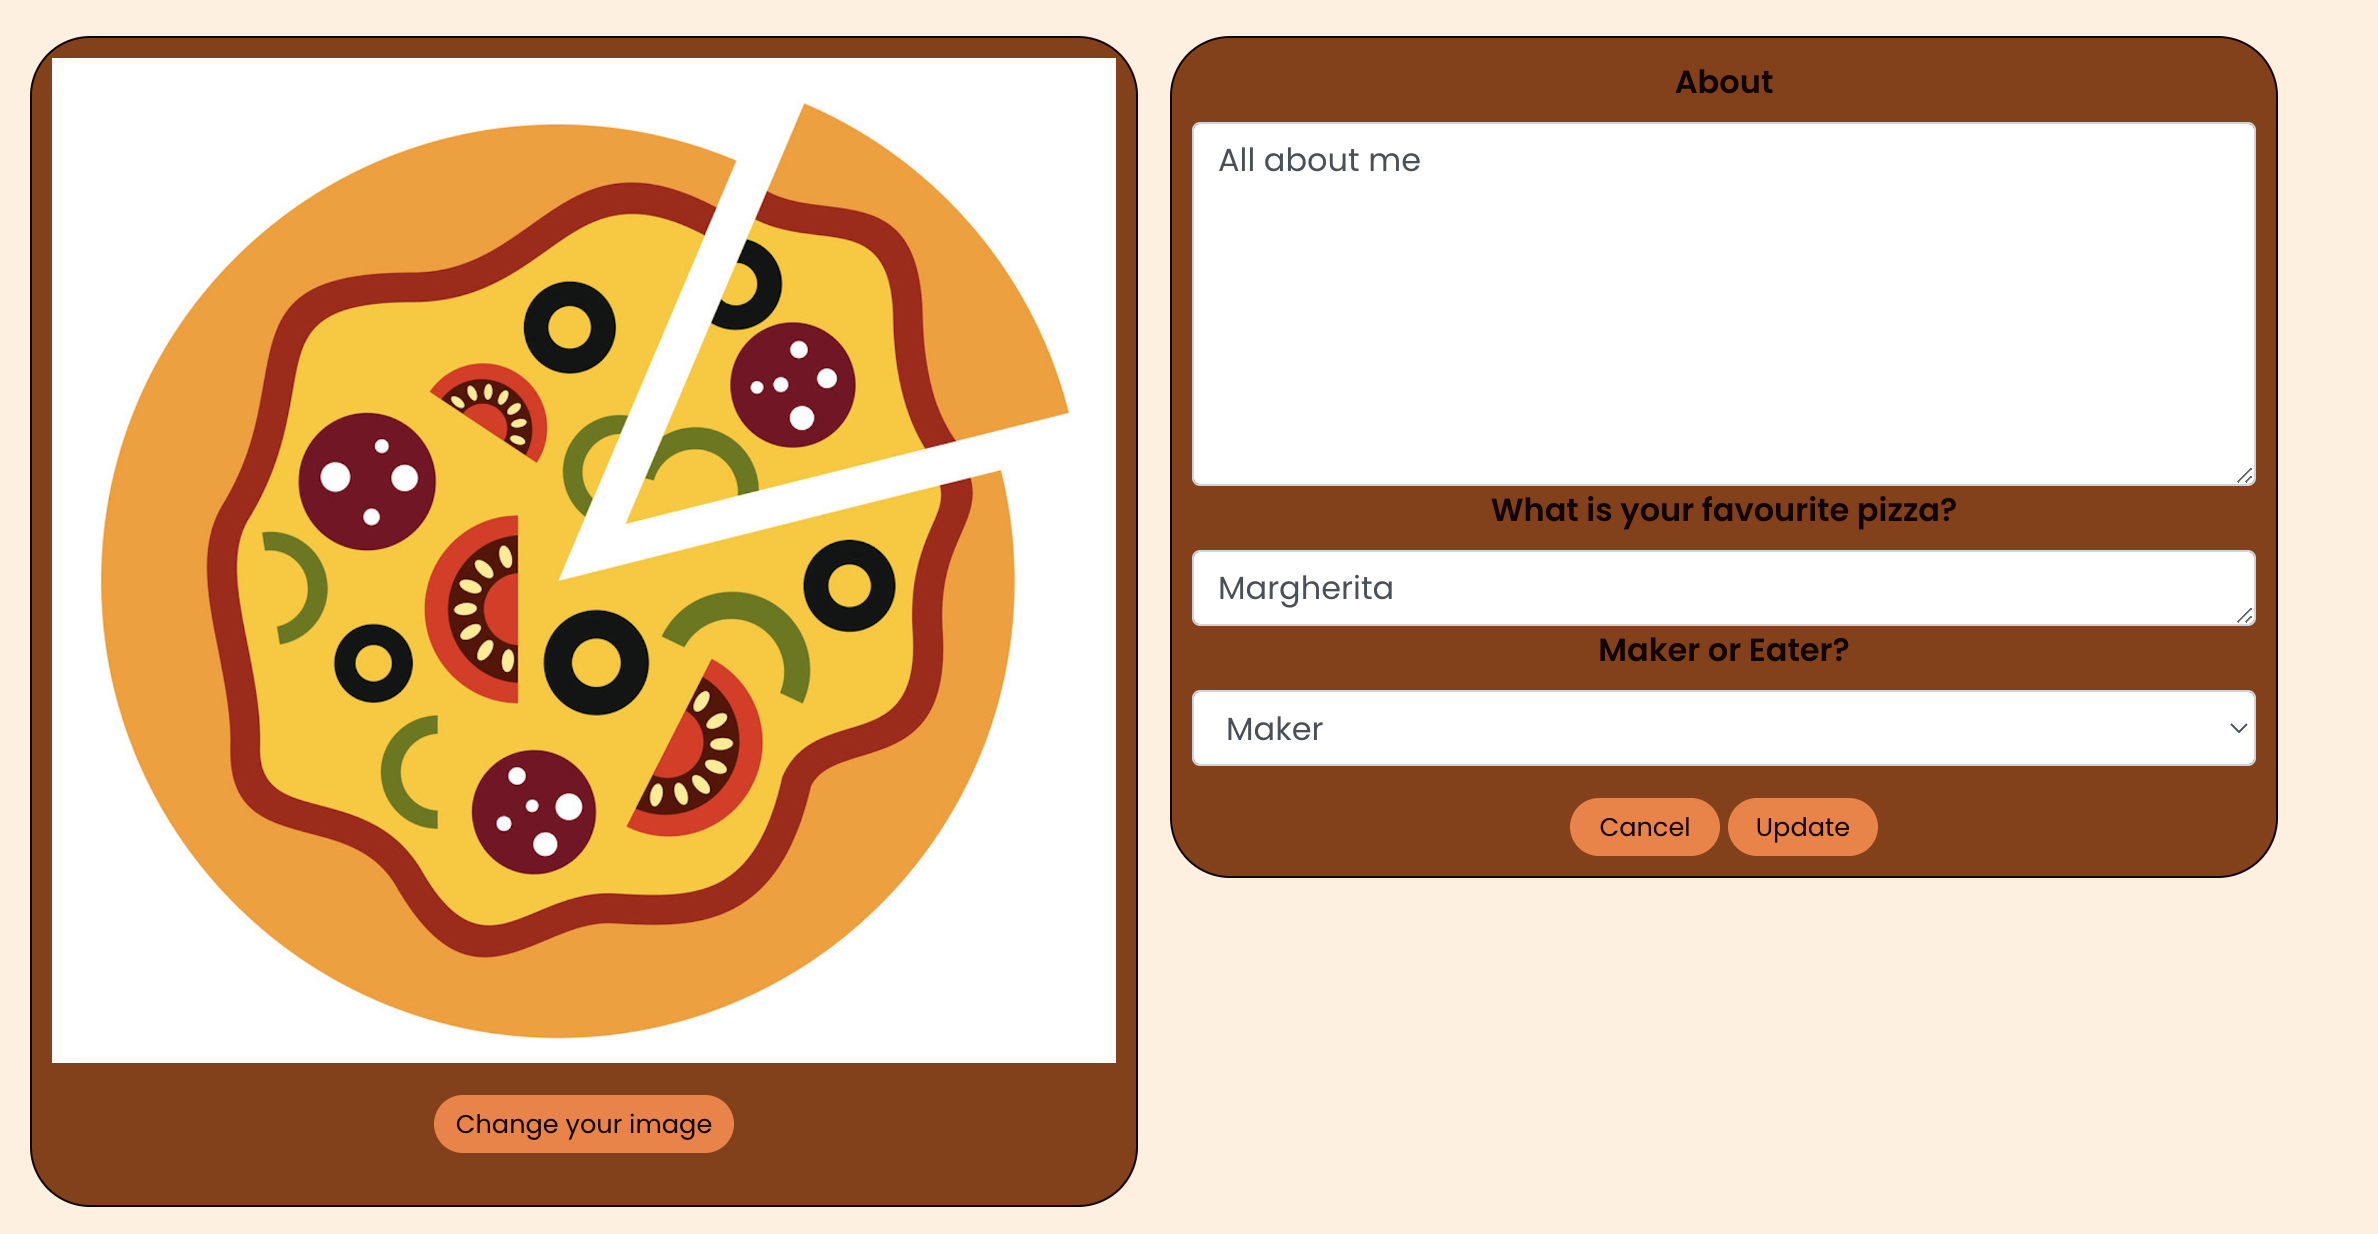 Change your image
About
All about me
What is your favourite pizza?
Margherita
Maker or Eater?
Maker
Cancel
Update